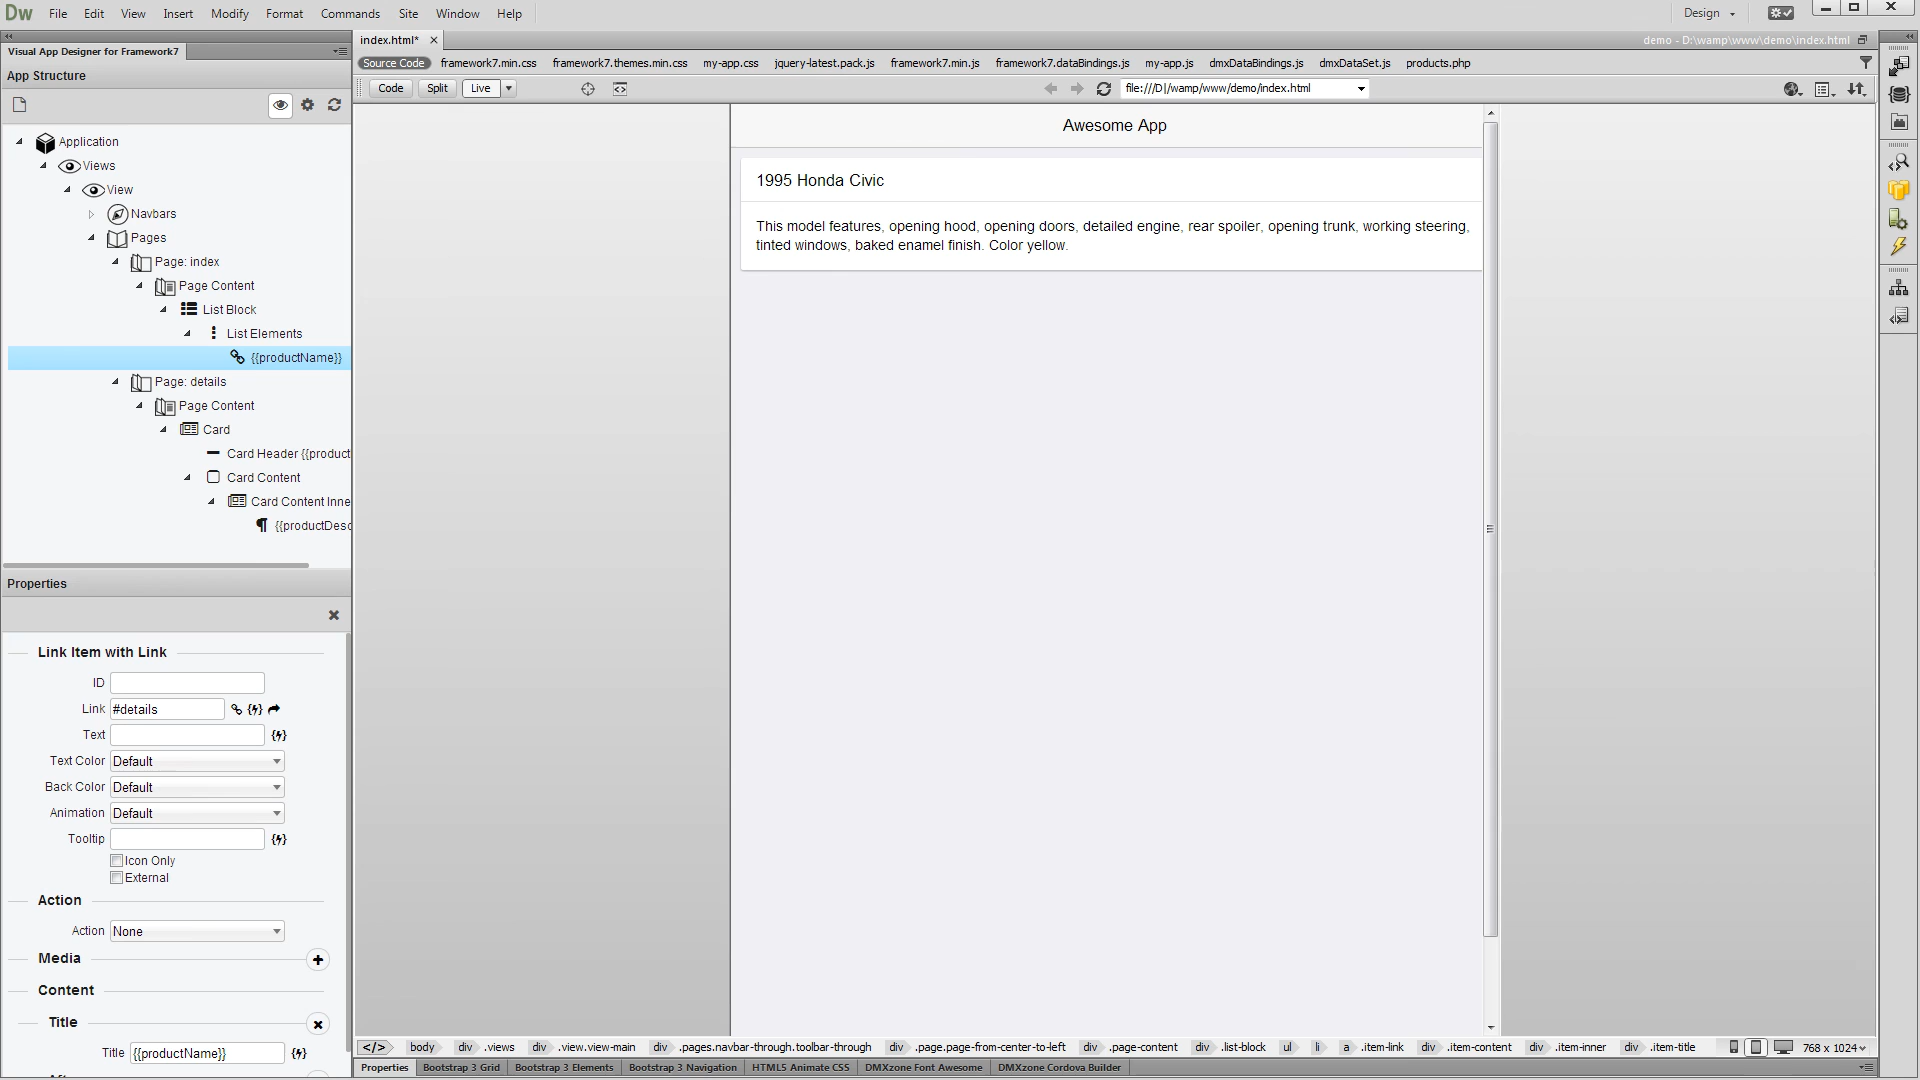 Dw File Edit View Insert Modify Format Commands Site Window Help Design
Visual App Designer for Framework7
index.html*
demo - D:\wamp\www\demo\index.html
App Structure
Source Code framework7.min.css framework7.themes.min.css my-app.css jquery-latest.pack.js framework7.min.js framework7.dataBindings.js my-app.js dmxDataBindings.js dmxDataSet.js products.php
Code Split Live
file:///D|/wamp/www/demo/index.html
Application
Views
View
Navbars
Pages
Page: index
Page Content
List Block
List Elements
{{productName}}
Page: details
Page Content
Card
Card Header {{product
Card Content
Card Content Inne
{{productDesc
Awesome App
1995 Honda Civic
This model features, opening hood, opening doors, detailed engine, rear spoiler, opening trunk, working steering,
tinted windows, baked enamel finish. Color yellow.
Properties
Link Item with Link
ID
Link #details
Text
Text Color Default
Back Color Default
Animation Default
Tooltip
Icon Only
External
Action
Action None
Media
Content
Title
Title {{productName}}
</> body div .views div .view.view-main div .pages.navbar-through.toolbar-through div .page.page-from-center-to-left div .page-content div .list-block ul li a .item-link div .item-content div .item-inner div .item-title 768 x 1024
Properties Bootstrap 3 Grid Bootstrap 3 Elements Bootstrap 3 Navigation HTML5 Animate CSS DMXzone Font Awesome DMXzone Cordova Builder